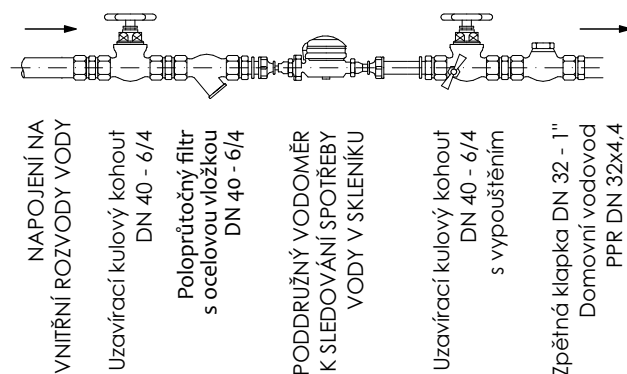 NAPOJENÍ NA
VNITŘNÍ ROZVODY VODY
Uzavírací kulový kohout
DN 40 - 6/4
Poloprůtočný filtr
s ocelovou vložkou
DN 40 - 6/4
PODDRUŽNÝ VODOMĚR
K SLEDOVÁNÍ SPOTŘEBY
VODY V SKLENÍKU
Uzavírací kulový kohout
DN 40 - 6/4
s vypouštěním
Zpětná klapka DN 32 - 1"
Domovní vodovod
PPR DN 32x4,4